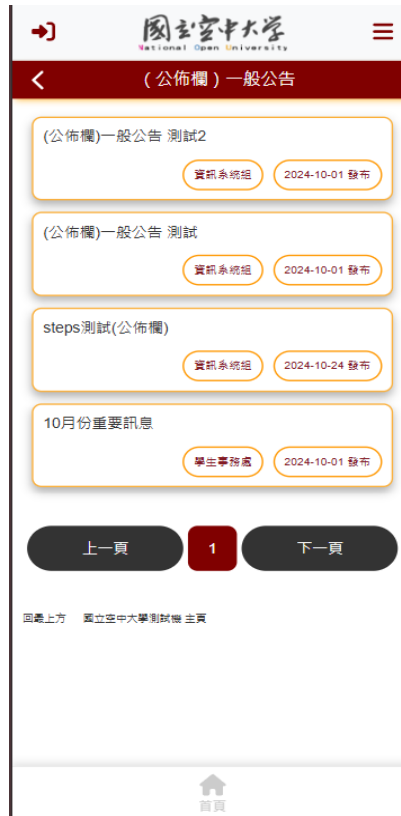 國立空中大學
National Open University
(公佈欄)一般公告
(公佈欄)一般公告 測試2
資訊系統組 2024-10-01 發布
(公佈欄)一般公告 測試
資訊系統組 2024-10-01 發布
steps測試(公佈欄)
資訊系統組 2024-10-24 發布
10月份重要訊息
學生事務處 2024-10-01 發布
上一頁 1 下一頁
回最上方 國立空中大學測試機 主頁
首頁